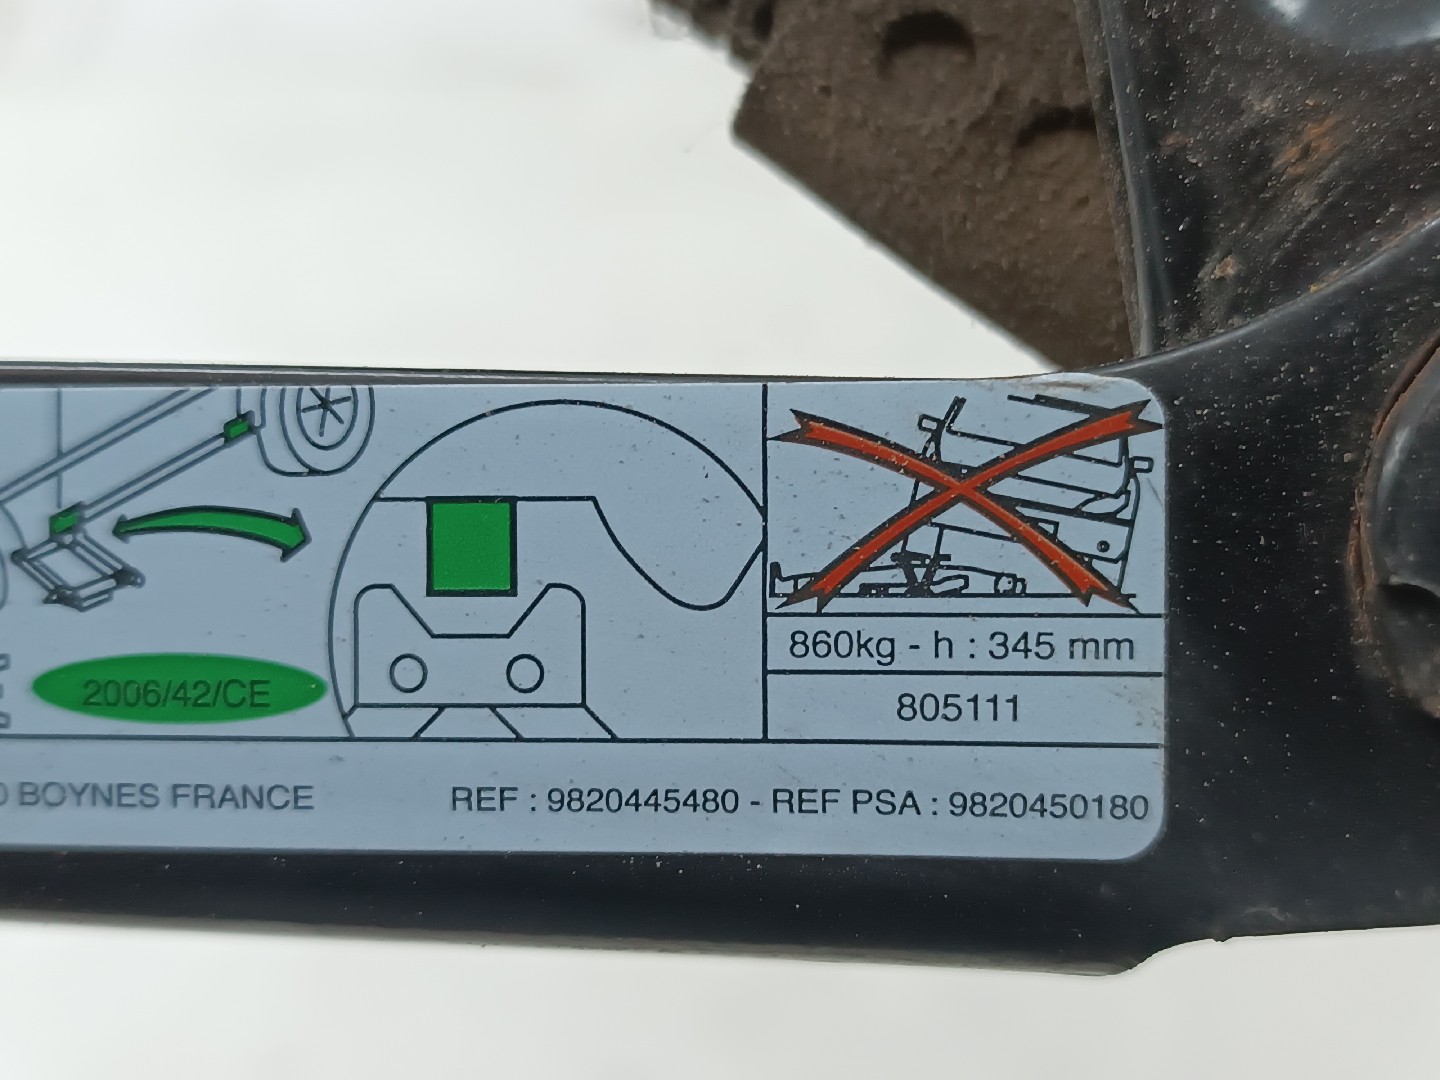 860kg - h : 345 mm
2006/42/CE
805111
BOYNES FRANCE
REF : 9820445480 - REF PSA : 9820450180